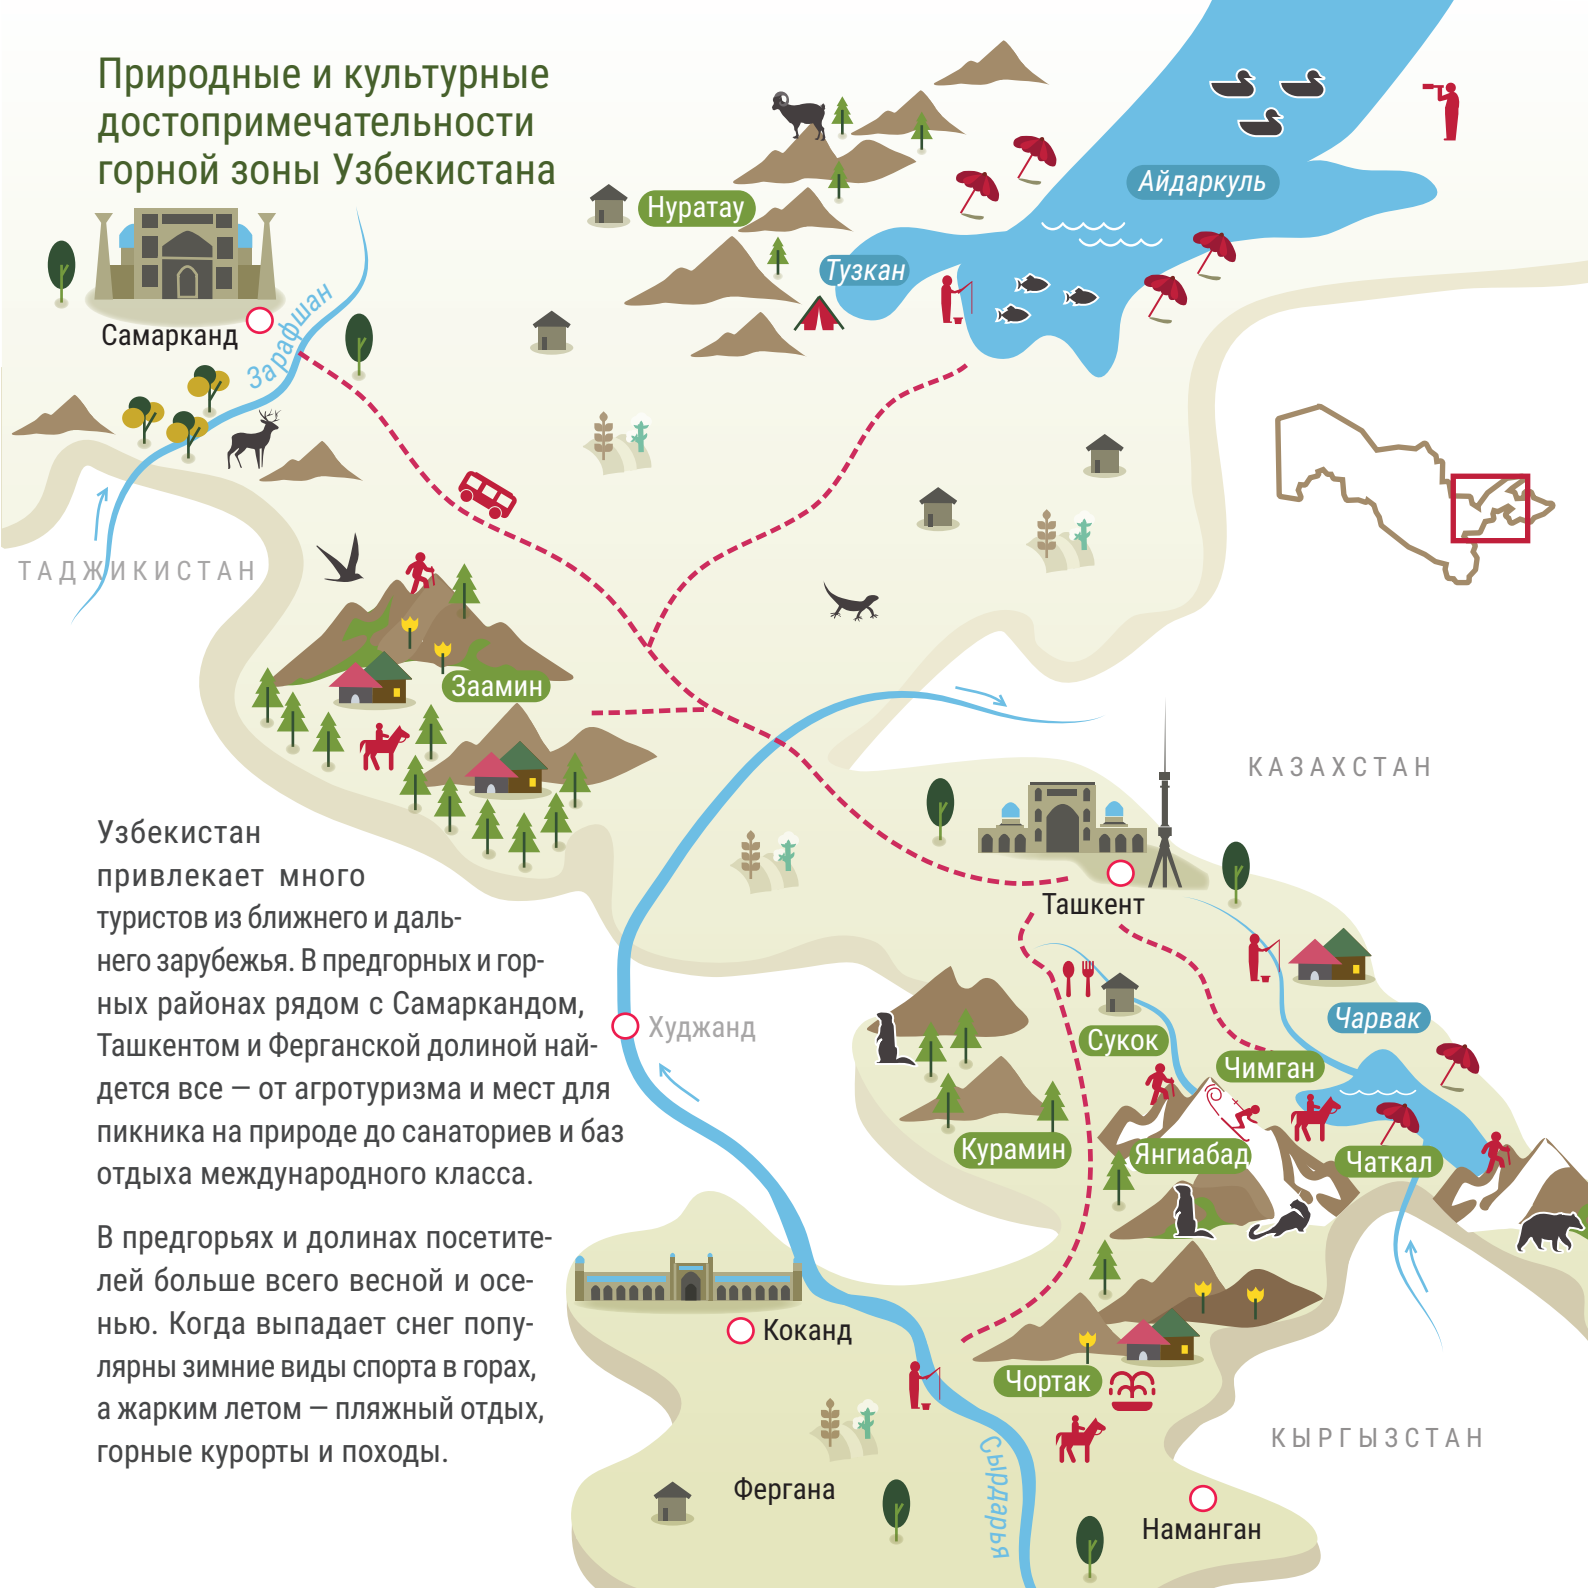 Природные и культурные
достопримечательности
горной зоны Узбекистана
Нуратау
Айдаркуль
Тузкан
Самарканд
Зарафшан
ТАДЖИКИСТАН
Заамин
КАЗАХСТАН
Узбекистан
привлекает много
туристов из ближнего и даль-
него зарубежья. В предгорных и гор-
ных районах рядом с Самаркандом,
Ташкентом и Ферганской долиной най-
дется все — от агротуризма и мест для
пикника на природе до санаториев и баз
отдыха международного класса.
В предгорьях и долинах посетите-
лей больше всего весной и осе-
нью. Когда выпадает снег попу-
лярны зимние виды спорта в горах,
а жарким летом — пляжный отдых,
горные курорты и походы.
Ташкент
Худжанд
Чарвак
Сукок
Чимган
Курамин
Янгиабад
Чаткал
Коканд
Чортак
КЫРГЫЗСТАН
Сырдарья
Фергана
Наманган